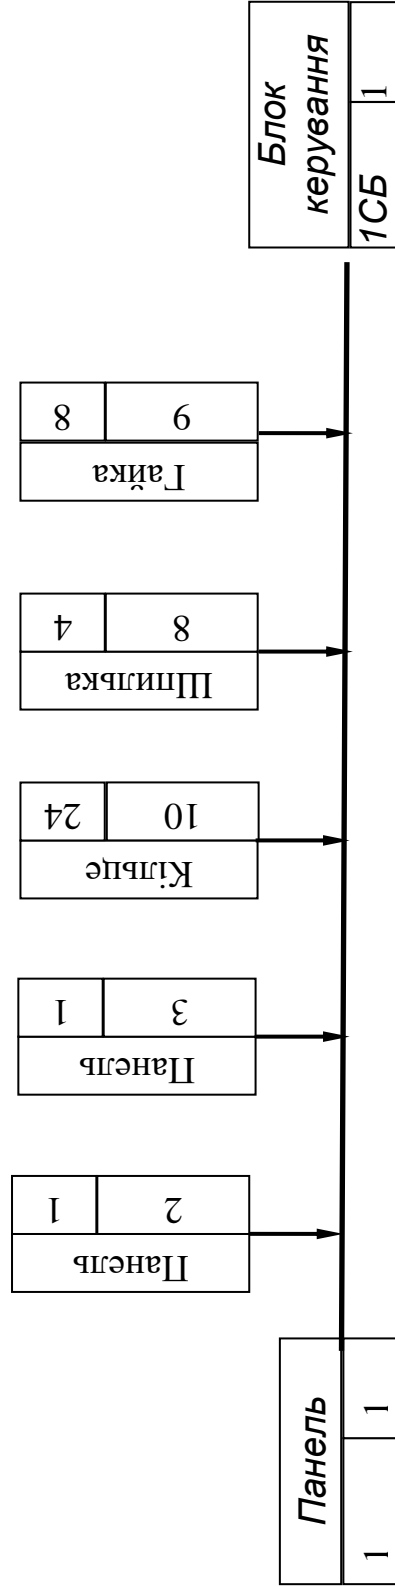 Блок
керування
1СБ 1
Гайка
9 8
Шпилька
8 4
Кільце
10 24
Панель
3 1
Панель
2 1
Панель
1 1